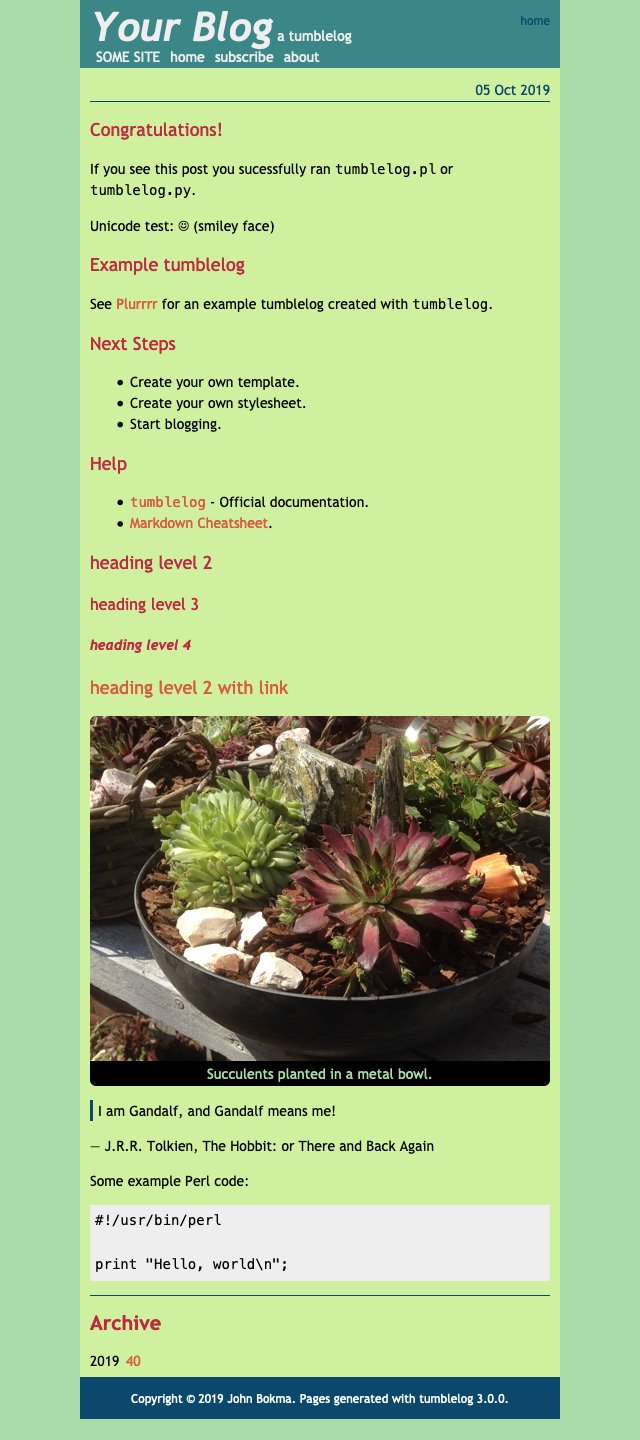 Your Blog a tumblelog
home
SOME SITE home subscribe about
05 Oct 2019
Congratulations!
If you see this post you sucessfully ran tumblelog.pl or
tumblelog.py.
Unicode test: ☺ (smiley face)
Example tumblelog
See Plurrrr for an example tumblelog created with tumblelog.
Next Steps
• Create your own template.
• Create your own stylesheet.
• Start blogging.
Help
• tumblelog - Official documentation.
• Markdown Cheatsheet.
heading level 2
heading level 3
heading level 4
heading level 2 with link
Succulents planted in a metal bowl.
I am Gandalf, and Gandalf means me!
— J.R.R. Tolkien, The Hobbit: or There and Back Again
Some example Perl code:
#!/usr/bin/perl
print "Hello, world\n";
Archive
2019 40
Copyright © 2019 John Bokma. Pages generated with tumblelog 3.0.0.